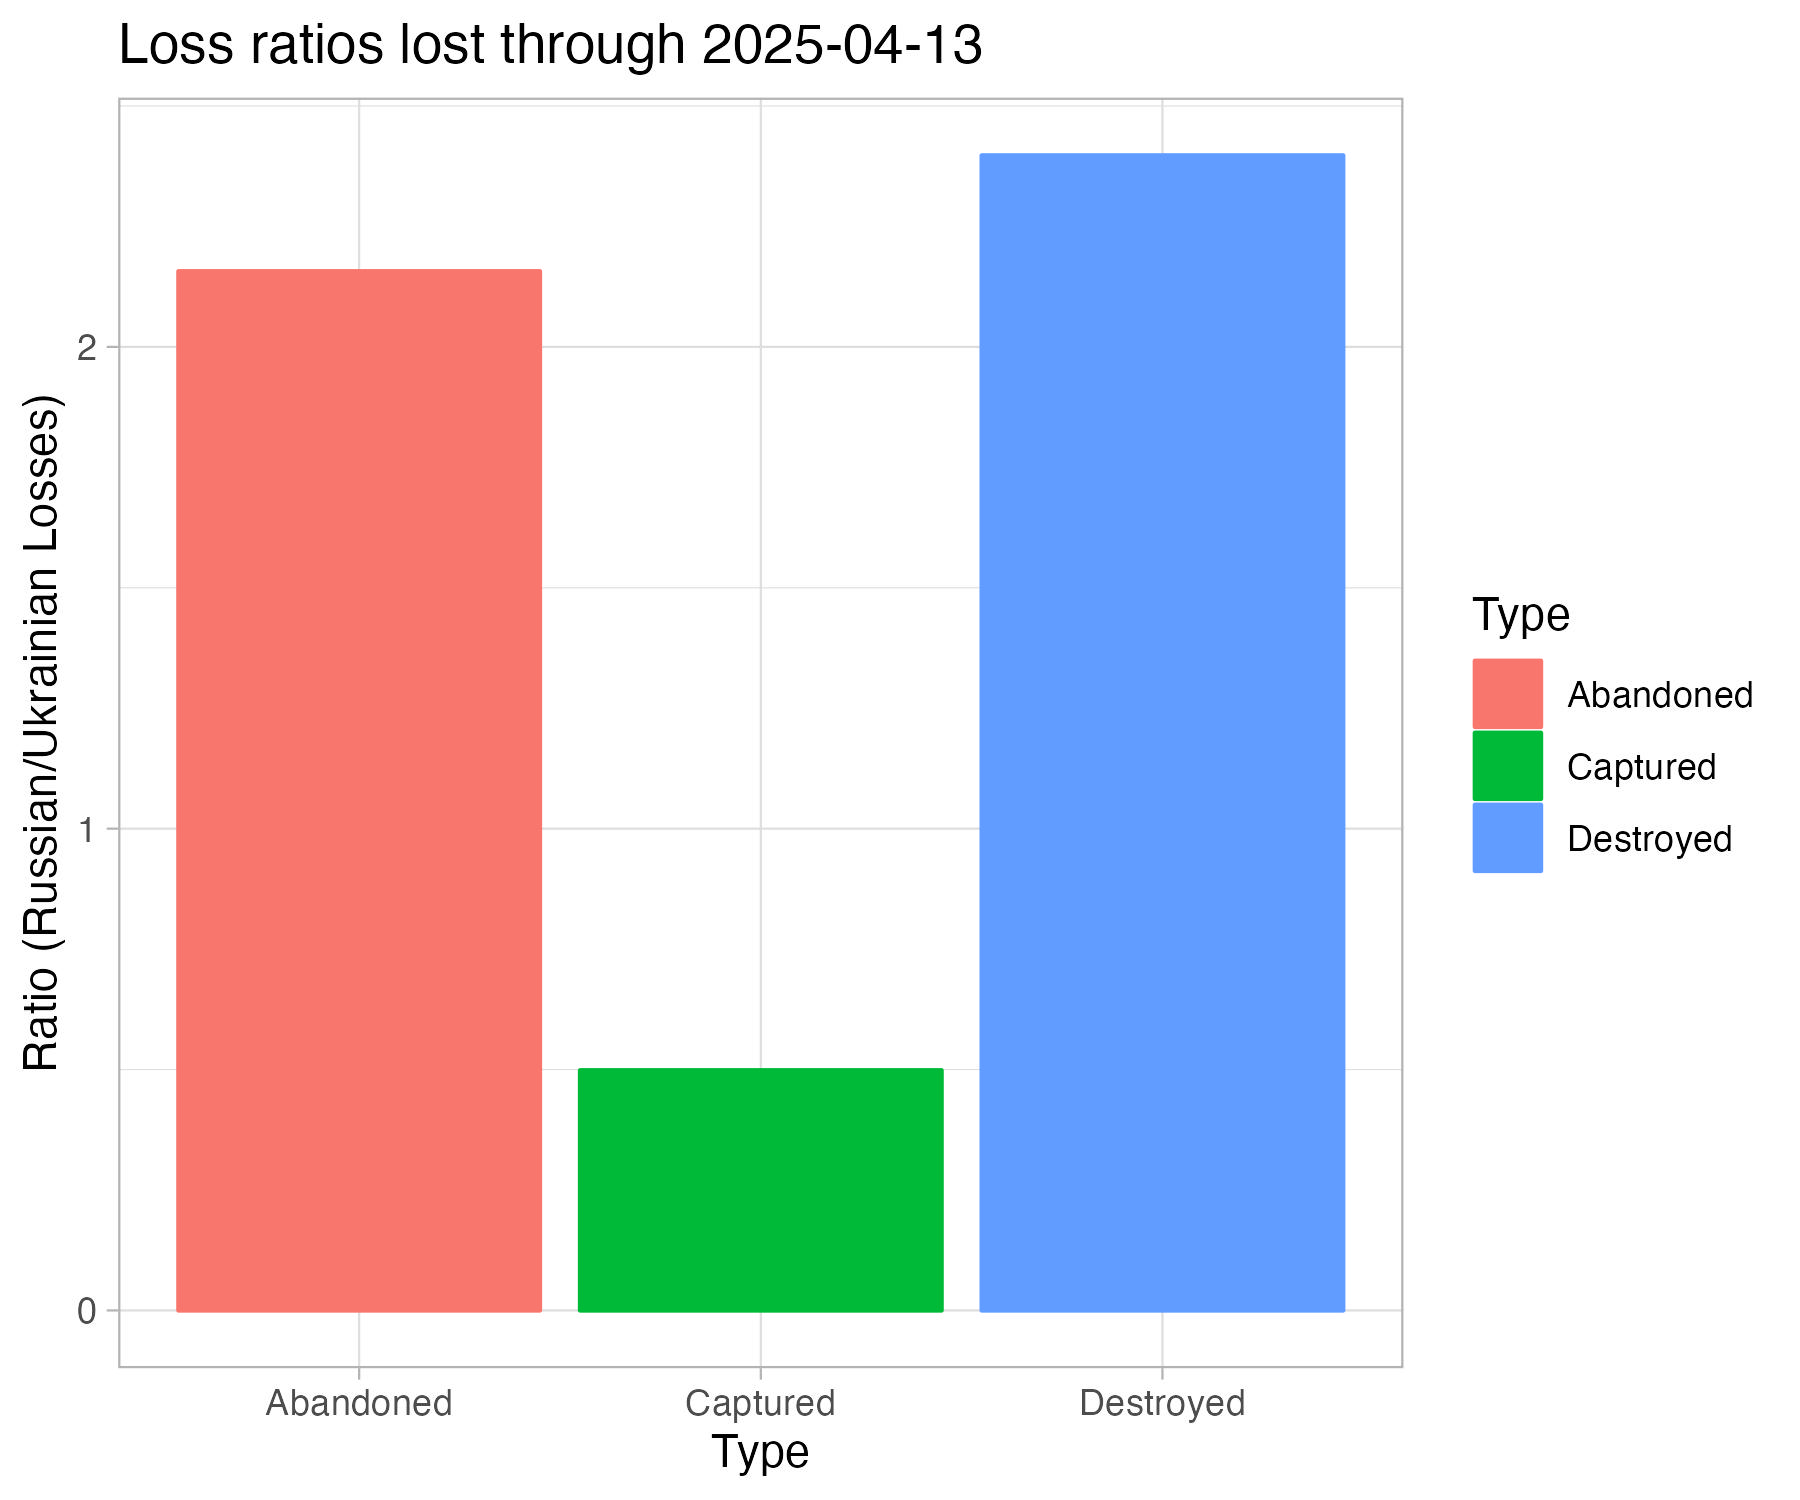 Loss ratios lost through 2025-04-13
Ratio (Russian/Ukrainian Losses)
2
1
0
Abandoned
Captured
Destroyed
Type
Type
Abandoned
Captured
Destroyed